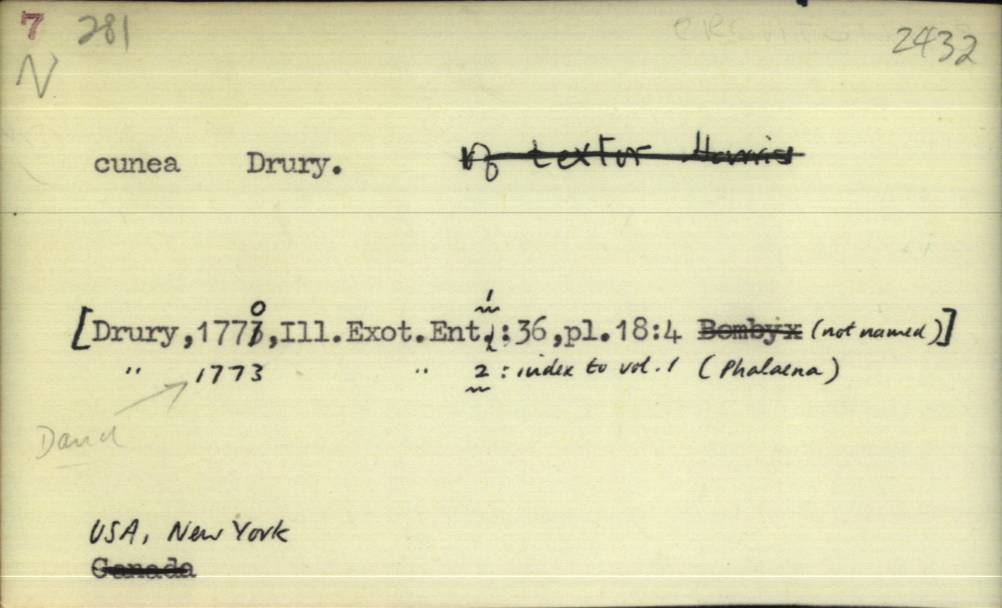 7 281 2432
N
cunea Drury. of textor Harris
[Drury,1770,Ill.Exot.Ent.1:36,pl.18:4 Bombyx (not named)]
" 1773 " 2 : index to vol. 1 (Phalaena)
USA, New York
Canada